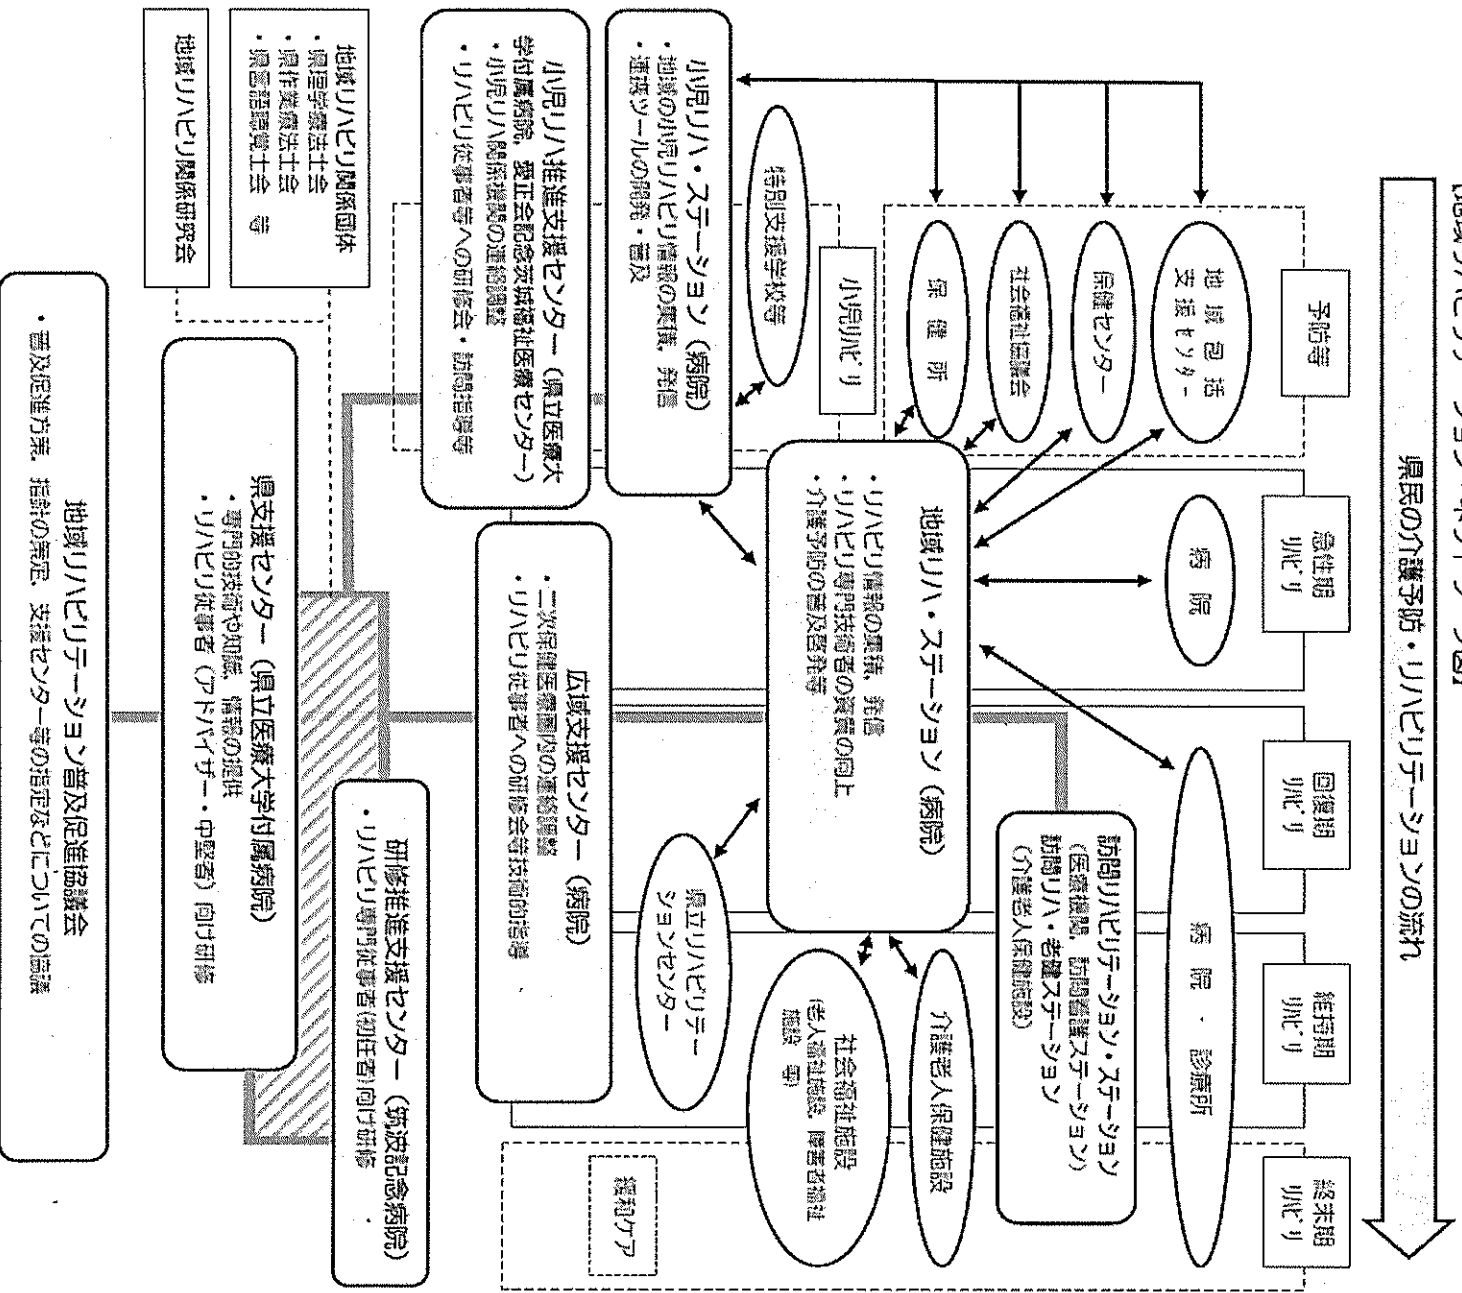 県民の介護予防・リハビリテーションの流れ
予防等
急性期
リハビリ
回復期
リハビリ
維持期
リハビリ
終末期
リハビリ
地域包括
支援センター
保健センター
社会福祉協議会
保健所
病院
病院・診療所
訪問リハビリテーション・ステーション
(医療機関、訪問看護ステーション)
訪問リハ・老健ステーション
(介護老人保健施設)
小児リハビリ
特別支援学校等
地域リハ・ステーション(病院)
・リハビリ情報の集積、発信
・リハビリ専門技術者の資質の向上
・介護予防の普及啓発等
介護老人保健施設
社会福祉施設
(老人福祉施設、障害者福祉
施設 等)
県立リハビリテー
ションセンター
緩和ケア
小児リハ・ステーション(病院)
・地域の小児リハビリ情報の集積、発信
・連携ツールの開発・普及
小児リハ推進支援センター(県立医療大
学付属病院、愛正会記念茨城福祉医療センター)
・小児リハ関係機関の連絡調整
・リハビリ従事者等への研修会・訪問指導等
広域支援センター(病院)
・二次保健医療圏内の連絡調整
・リハビリ従事者への研修会等技術的指導
地域リハビリ関係団体
・県理学療法士会
・県作業療法士会
・県言語聴覚士会 等
地域リハビリ関係研究会
研修推進支援センター(筑波記念病院)
・リハビリ専門従事者(初任者)向け研修
県支援センター(県立医療大学付属病院)
・専門的技術や知識、情報の提供
・リハビリ従事者(アドバイザー・中堅者)向け研修
地域リハビリテーション普及促進協議会
・普及促進方策、指針の策定、支援センター等の指定などについての協議